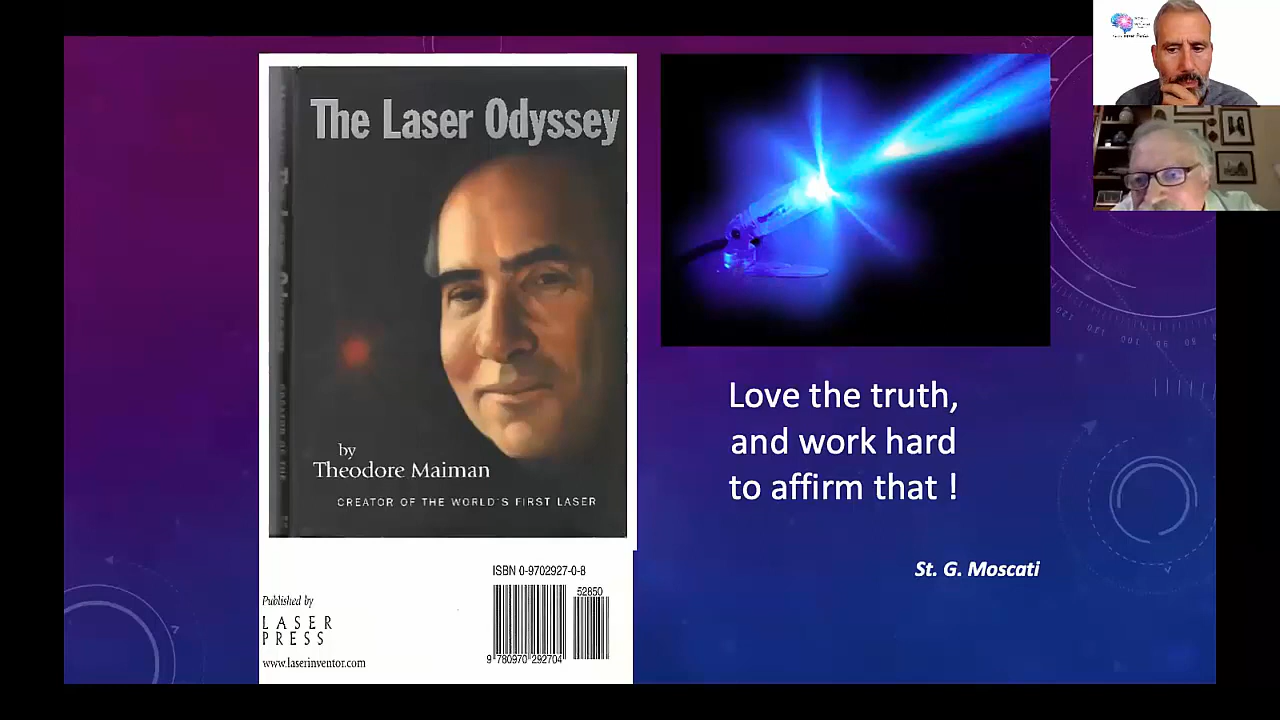 The Laser Odyssey
by
Theodore Maiman
CREATOR OF THE WORLD'S FIRST LASER
ISBN 0-9702927-0-8
52850
Published by
LASER
PRESS
www.laserinventor.com
9 780970 292704
Love the truth,
and work hard
to affirm that !
St. G. Moscati